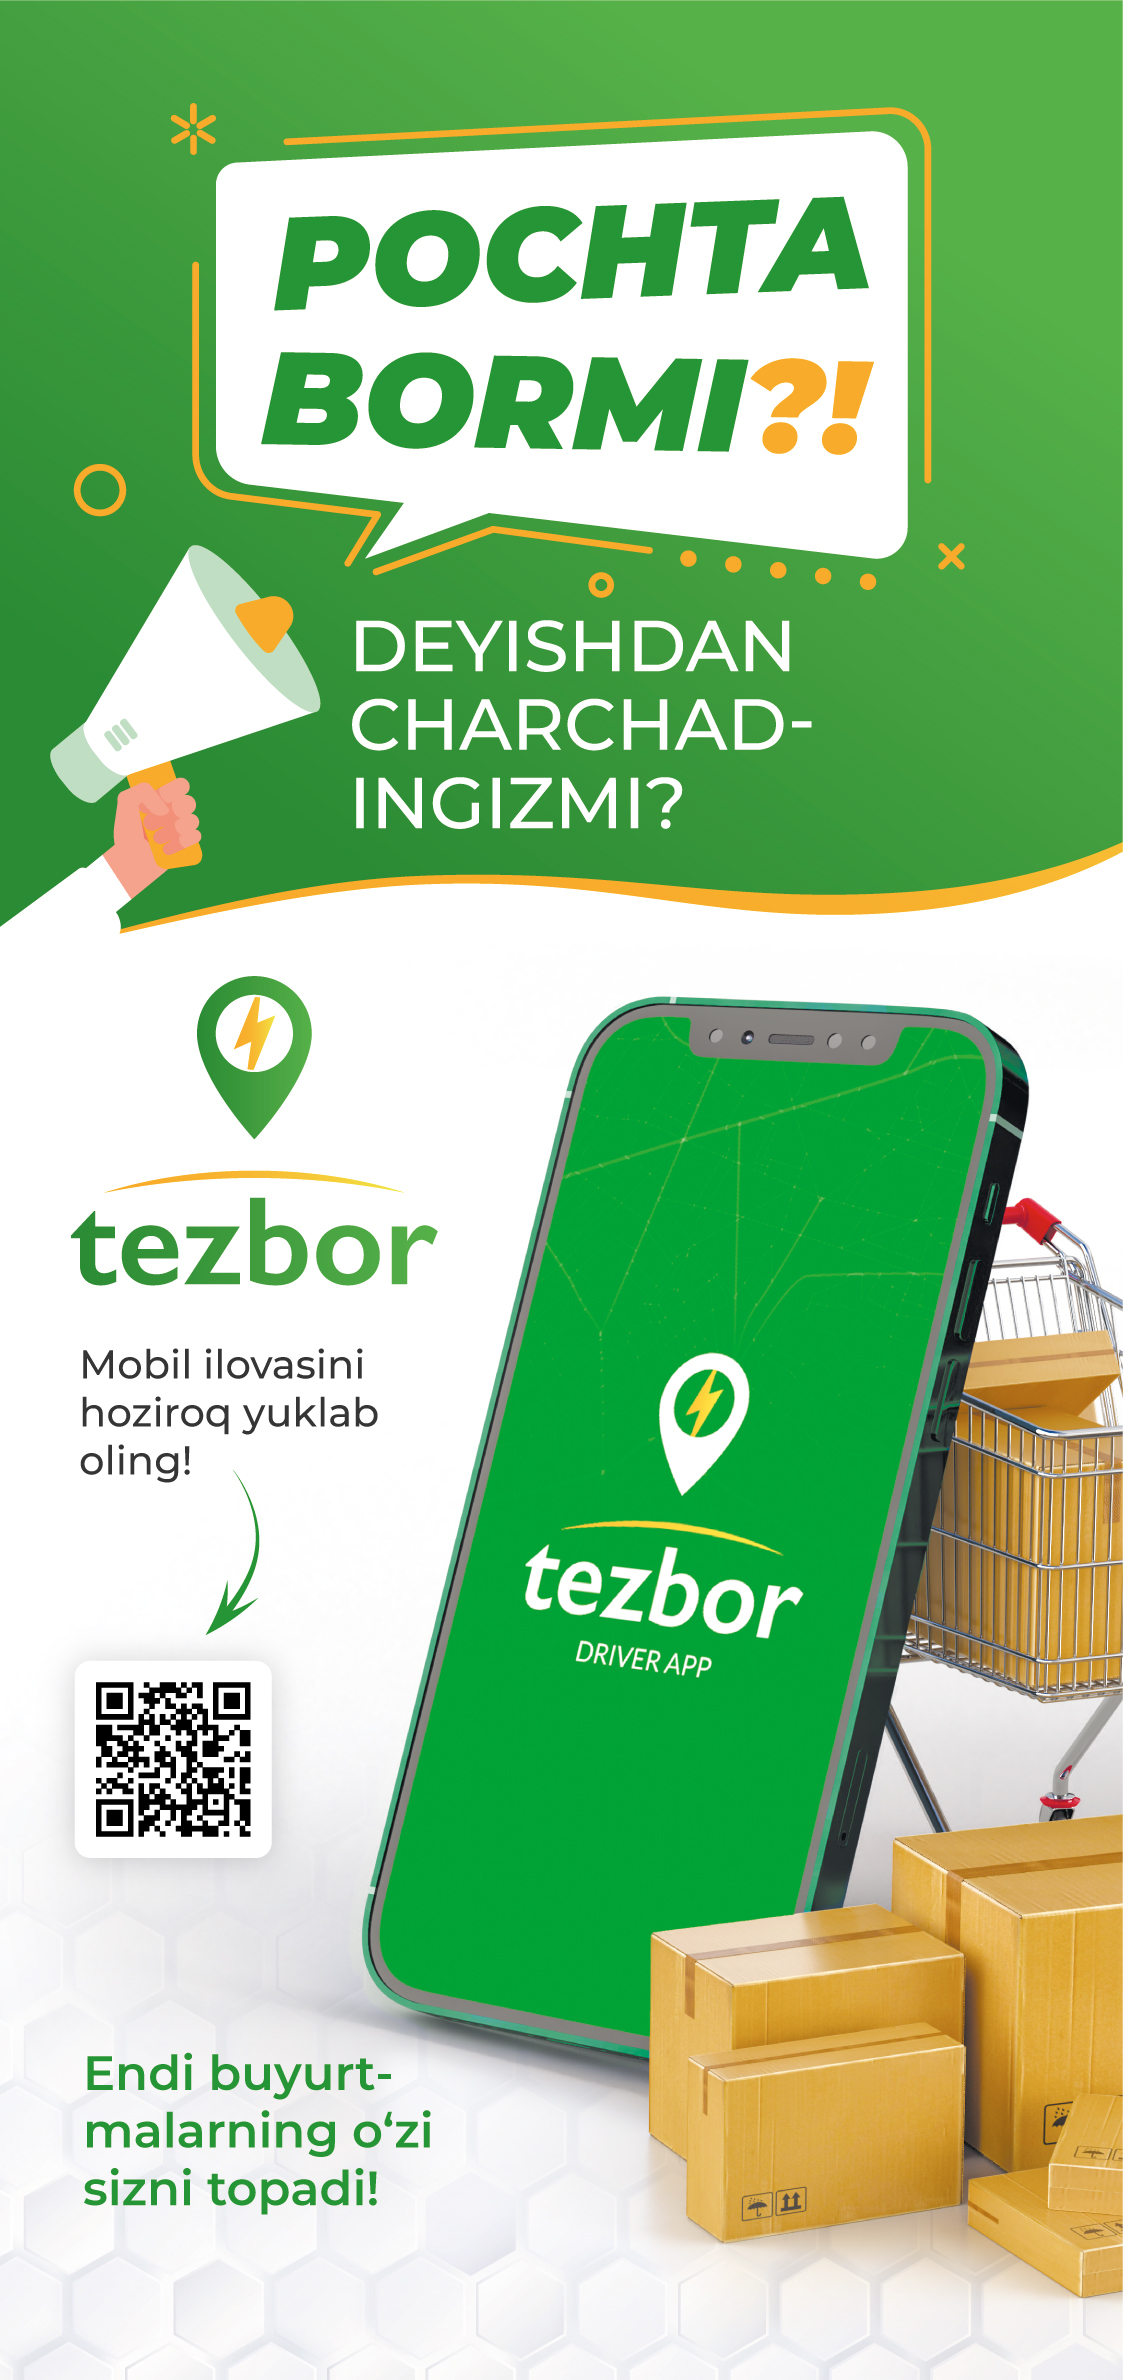 POCHTA
BORMI?!
DEYISHDAN
CHARCHAD-
INGIZMI?
tezbor
Mobil ilovasini
hoziroq yuklab
oling!
tezbor
DRIVER APP
Endi buyurt-
malarning o‘zi
sizni topadi!